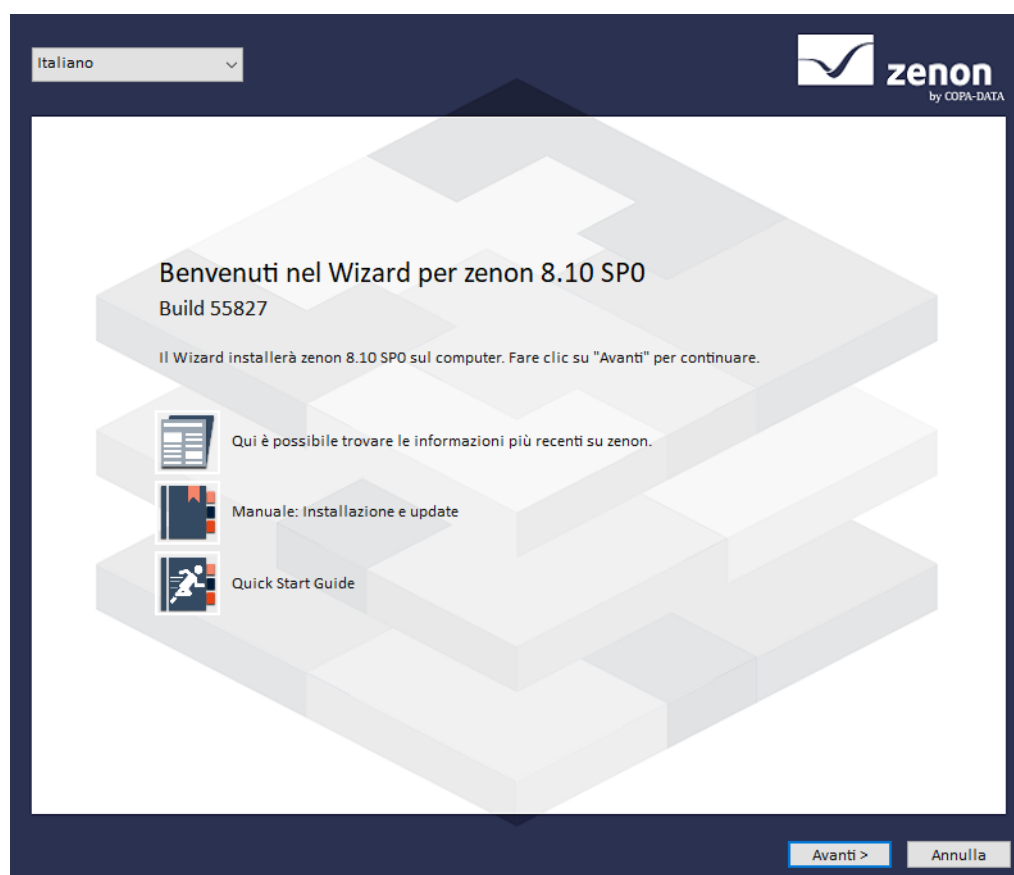 Italiano
zenon
by COPA-DATA
Benvenuti nel Wizard per zenon 8.10 SP0
Build 55827
Il Wizard installerà zenon 8.10 SP0 sul computer. Fare clic su "Avanti" per continuare.
Qui è possibile trovare le informazioni più recenti su zenon.
Manuale: Installazione e update
Quick Start Guide
Avanti >
Annulla